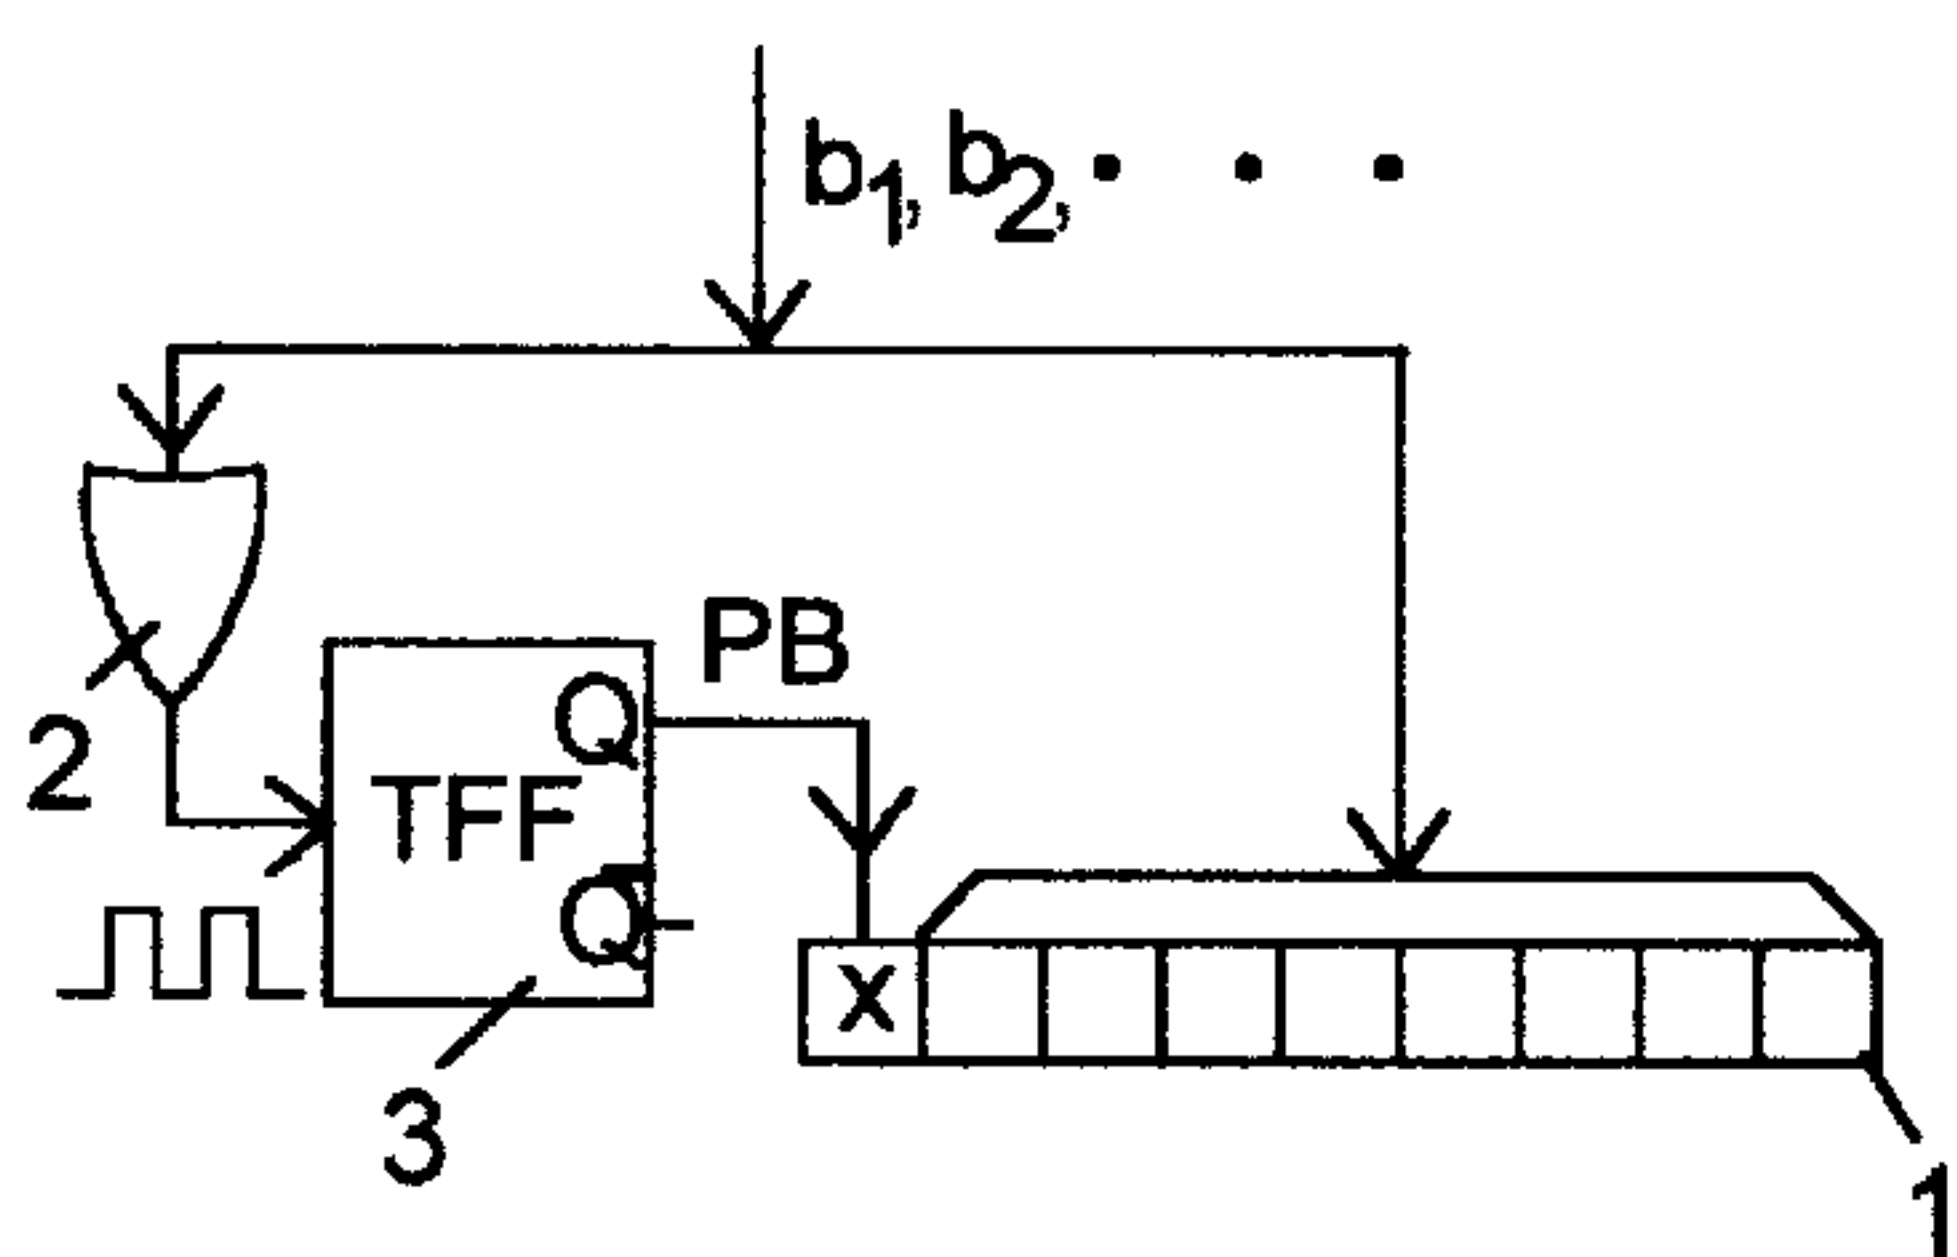 b1, b2, . . .
PB
2
Q
TFF
Q̅
X
3
1